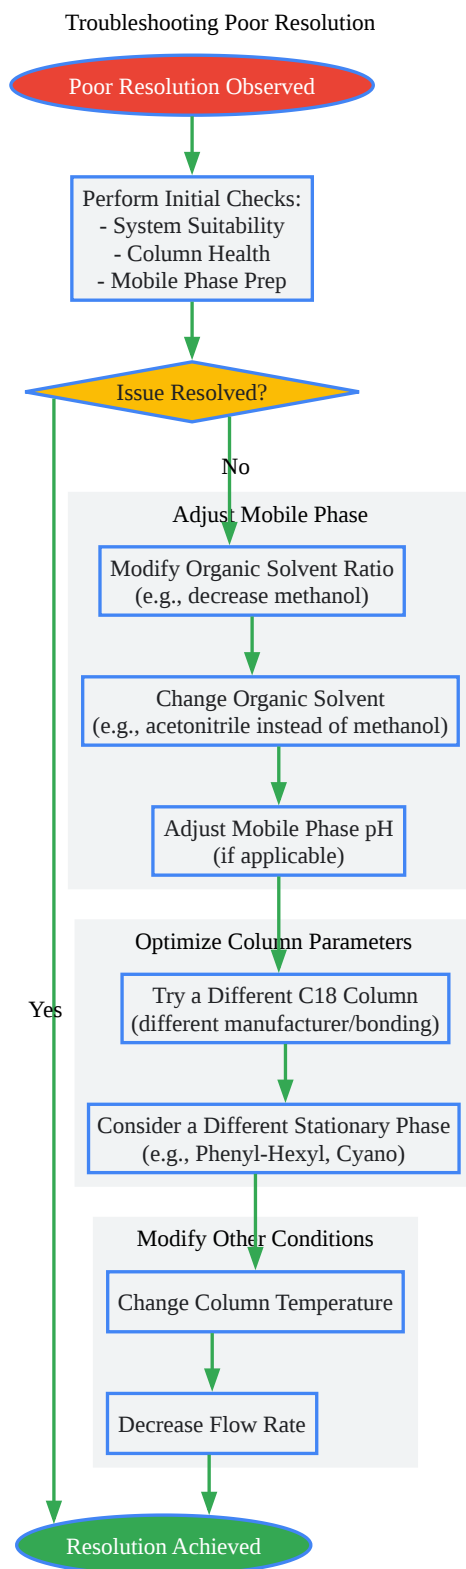 Troubleshooting Poor Resolution
Poor Resolution Observed
Perform Initial Checks:
- System Suitability
- Column Health
- Mobile Phase Prep
Issue Resolved?
No
Adjust Mobile Phase
Modify Organic Solvent Ratio
(e.g., decrease methanol)
Change Organic Solvent
(e.g., acetonitrile instead of methanol)
Adjust Mobile Phase pH
(if applicable)
Optimize Column Parameters
Try a Different C18 Column
(different manufacturer/bonding)
Yes
Consider a Different Stationary Phase
(e.g., Phenyl-Hexyl, Cyano)
Modify Other Conditions
Change Column Temperature
Decrease Flow Rate
Resolution Achieved